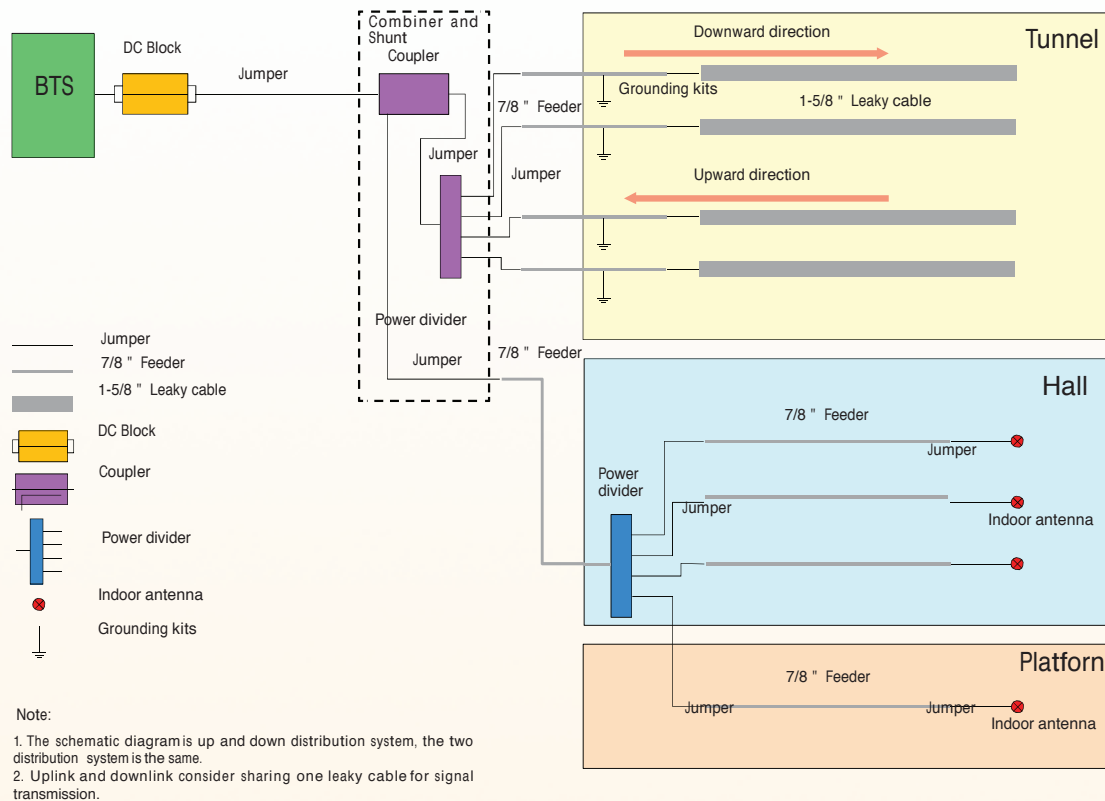 Combiner and
Shunt
Coupler
DC Block
BTS
Jumper
Downward direction
Tunnel
Grounding kits
7/8 " Feeder
1-5/8 " Leaky cable
Jumper
Jumper
Upward direction
Power divider
Jumper
7/8 " Feeder
Hall
7/8 " Feeder
Jumper
Power
divider
Jumper
Indoor antenna
Platforn
7/8 " Feeder
Jumper
Jumper
Indoor antenna
Jumper
7/8 " Feeder
1-5/8 " Leaky cable
DC Block
Coupler
Power divider
Indoor antenna
Grounding kits
Note:
1. The schematic diagram is up and down distribution system, the two
distribution system is the same.
2. Uplink and downlink consider sharing one leaky cable for signal
transmission.